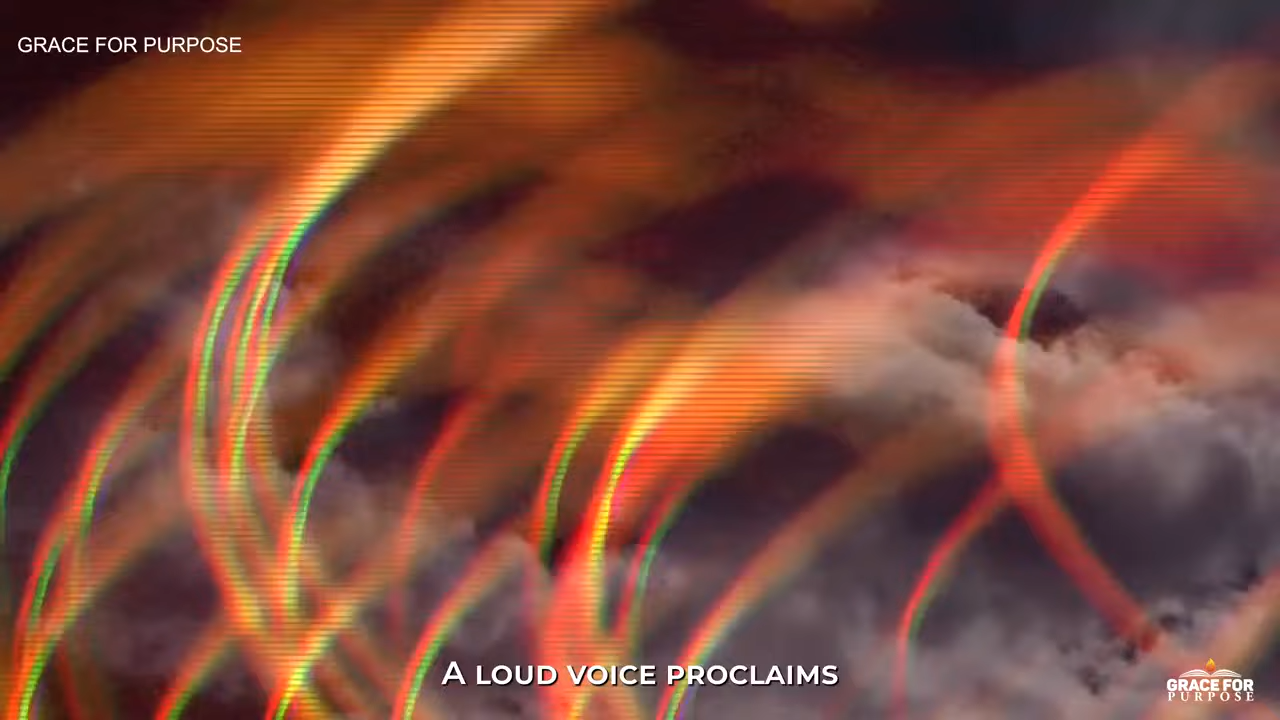 GRACE FOR PURPOSE
A LOUD VOICE PROCLAIMS
GRACE FOR
PURPOSE